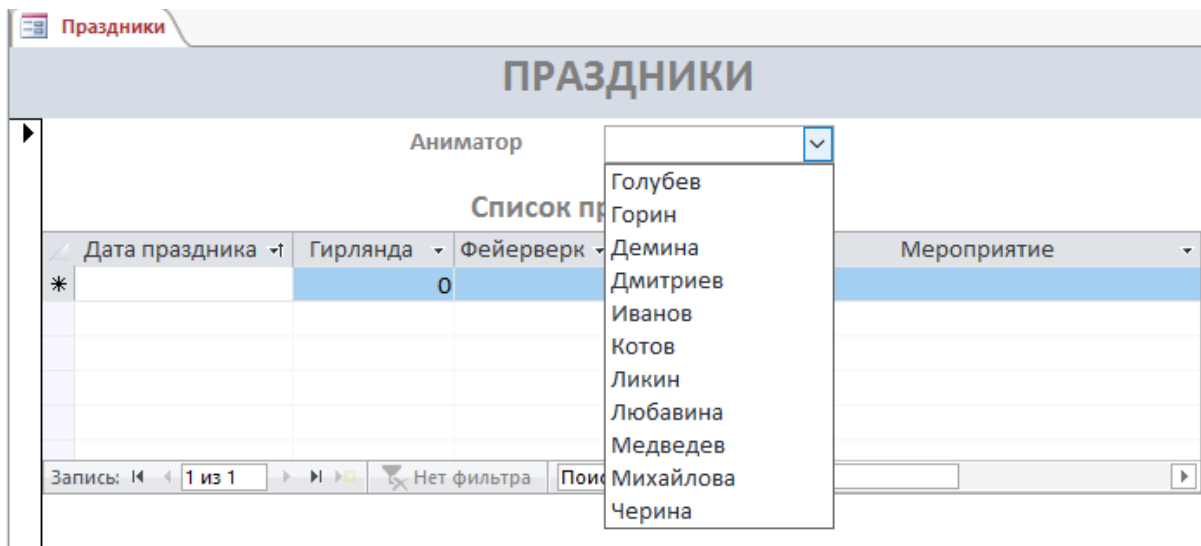 Праздники
ПРАЗДНИКИ
Аниматор
Голубев
Список пр
Горин
Дата праздника Гирлянда Фейерверк Демина Мероприятие
0 Дмитриев
Иванов
Котов
Ликин
Любавина
Медведев
Запись: 1 из 1 Нет фильтра Поис Михайлова
Черина